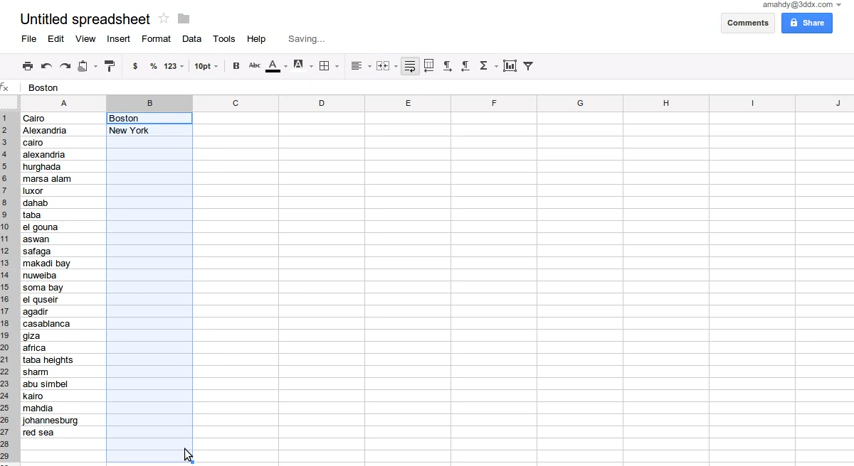 amahdy@3ddx.com
Untitled spreadsheet
Comments
Share
File Edit View Insert Format Data Tools Help Saving...
$ % 123 10pt B Abc A A Σ
fx Boston
A B C D E F G H I J
1 Cairo Boston
2 Alexandria New York
3 cairo
4 alexandria
5 hurghada
6 marsa alam
7 luxor
8 dahab
9 taba
10 el gouna
11 aswan
12 safaga
13 makadi bay
14 nuweiba
15 soma bay
16 el quseir
17 agadir
18 casablanca
19 giza
20 africa
21 taba heights
22 sharm
23 abu simbel
24 kairo
25 mahdia
26 johannesburg
27 red sea
28
29